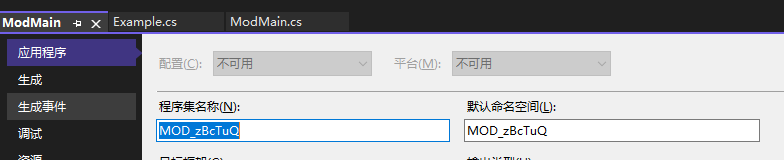 ModMain
Example.cs
ModMain.cs
应用程序
配置(C): 不可用
平台(M): 不可用
生成
生成事件
程序集名称(N):
默认命名空间(L):
调试
MOD_zBcTuQ
MOD_zBcTuQ